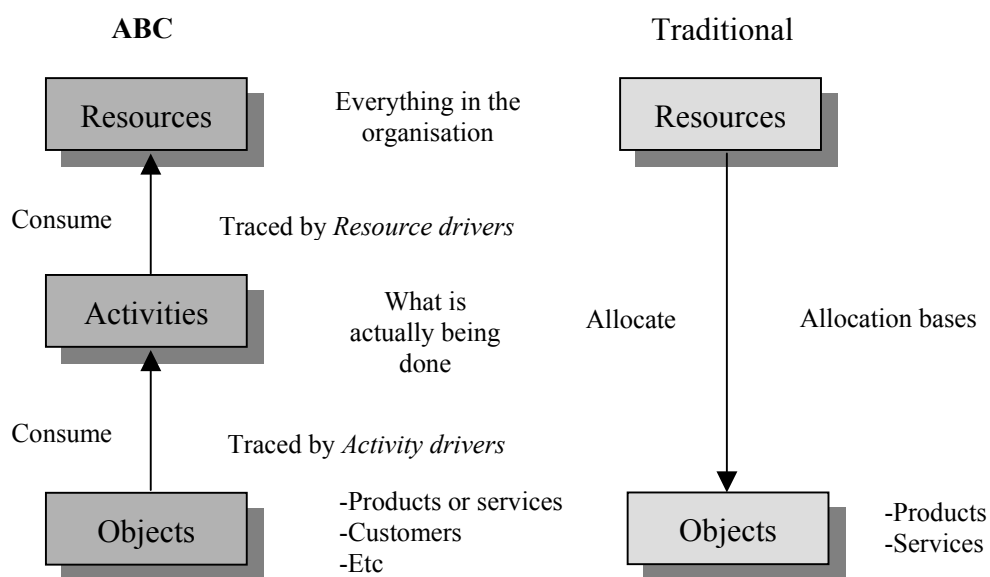 ABC
Traditional
Resources
Everything in the
organisation
Resources
Consume
Traced by Resource drivers
Activities
What is
actually being
done
Allocate
Allocation bases
Consume
Traced by Activity drivers
Objects
-Products or services
-Customers
-Etc
Objects
-Products
-Services